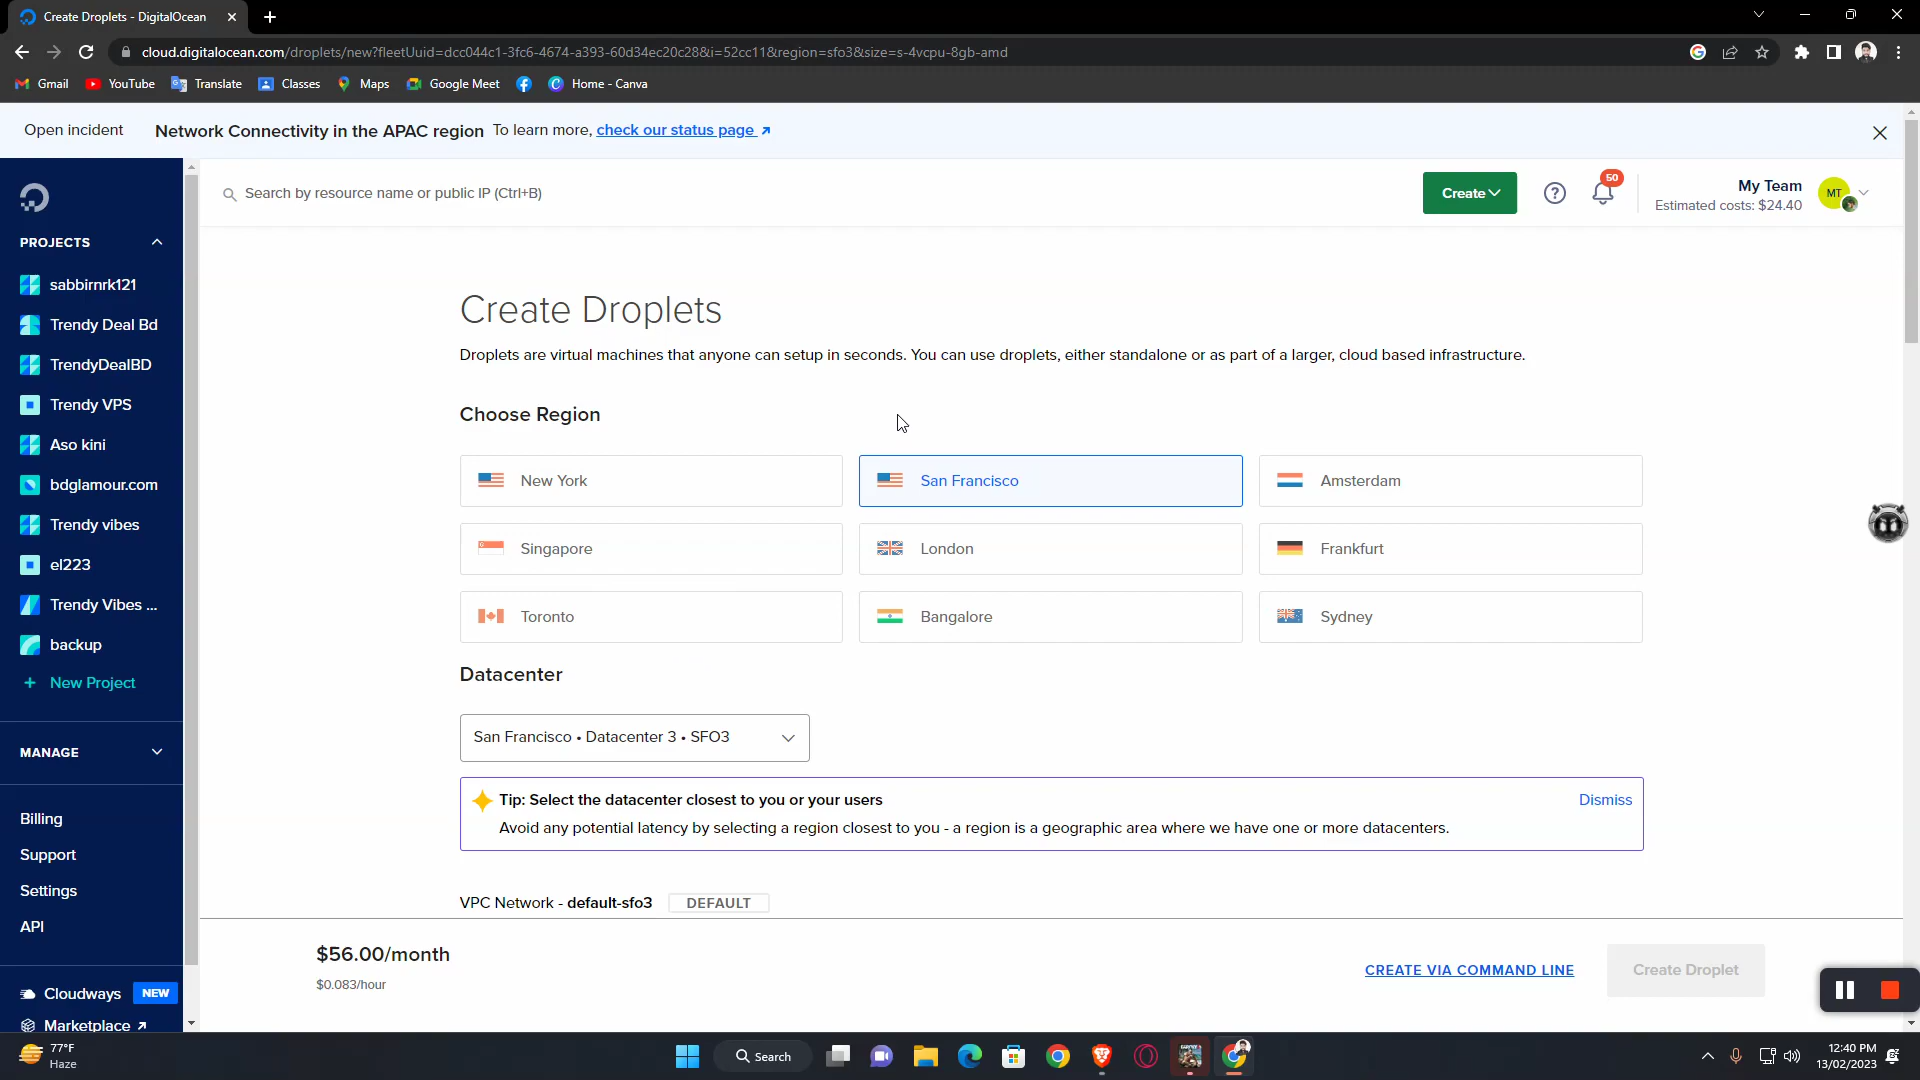 Create Droplets - DigitalOcean
cloud.digitalocean.com/droplets/new?fleetUuid=dcc044c1-3fc6-4674-a393-60d34ec20c28&i=52cc11&region=sfo3&size=s-4vcpu-8gb-amd
Gmail YouTube Translate Classes Maps Google Meet Home - Canva
Open incident Network Connectivity in the APAC region To learn more, check our status page
Search by resource name or public IP (Ctrl+B)
Create
50
My Team
Estimated costs: $24.40
MT
PROJECTS
sabbirnrk121
Trendy Deal Bd
TrendyDealBD
Trendy VPS
Aso kini
bdglamour.com
Trendy vibes
el223
Trendy Vibes ...
backup
+ New Project
MANAGE
Billing
Support
Settings
API
Cloudways NEW
Marketplace
Create Droplets
Droplets are virtual machines that anyone can setup in seconds. You can use droplets, either standalone or as part of a larger, cloud based infrastructure.
Choose Region
New York San Francisco Amsterdam
Singapore London Frankfurt
Toronto Bangalore Sydney
Datacenter
San Francisco • Datacenter 3 • SFO3
Tip: Select the datacenter closest to you or your users Dismiss
Avoid any potential latency by selecting a region closest to you - a region is a geographic area where we have one or more datacenters.
VPC Network - default-sfo3 DEFAULT
$56.00/month
$0.083/hour
CREATE VIA COMMAND LINE Create Droplet
77°F
Haze
Search
12:40 PM
13/02/2023